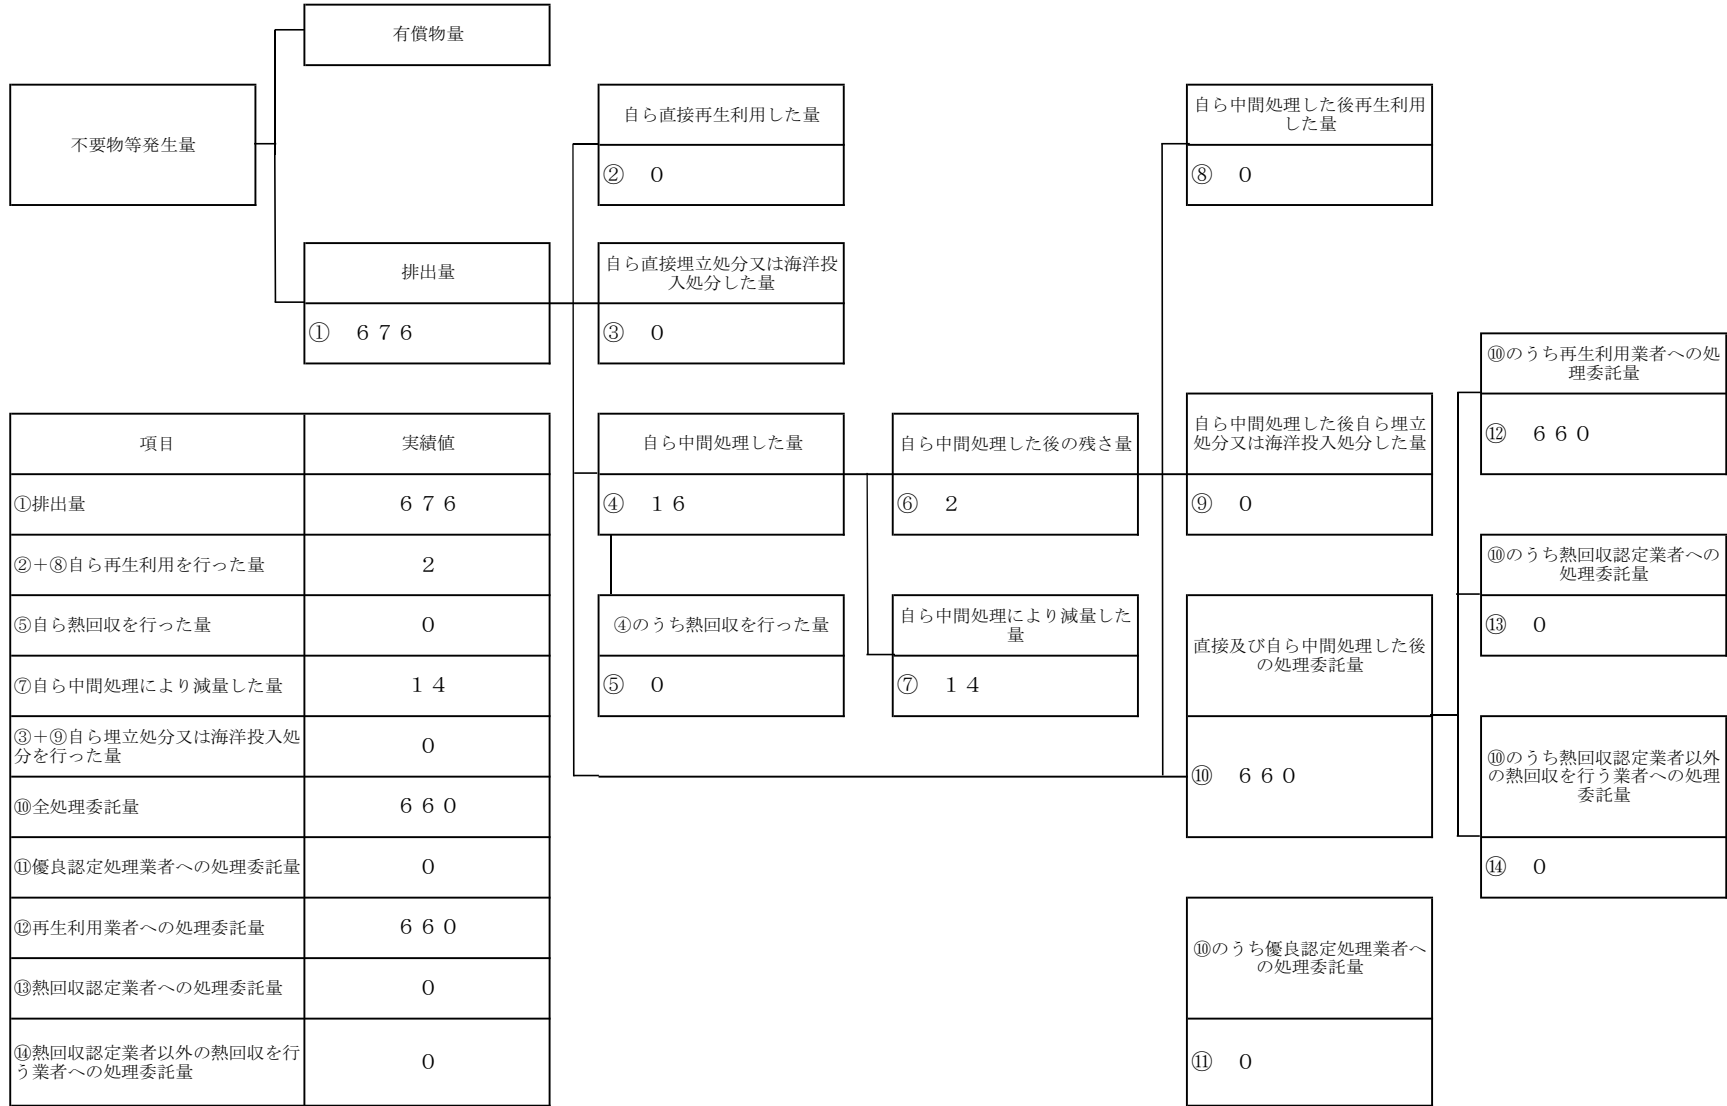 有償物量
不要物等発生量
自ら直接再生利用した量
②　０
自ら中間処理した後再生利用
した量
⑧　０
排出量
①　６７６
自ら直接埋立処分又は海洋投
入処分した量
③　０
⑩のうち再生利用業者への処
理委託量
⑫　６６０
自ら中間処理した量
④　１６
自ら中間処理した後の残さ量
⑥　２
自ら中間処理した後自ら埋立
処分又は海洋投入処分した量
⑨　０
⑩のうち熱回収認定業者への
処理委託量
⑬　０
④のうち熱回収を行った量
⑤　０
自ら中間処理により減量した
量
⑦　１４
直接及び自ら中間処理した後
の処理委託量
⑩　６６０
⑩のうち熱回収認定業者以外
の熱回収を行う業者への処理
委託量
⑭　０
⑩のうち優良認定処理業者へ
の処理委託量
⑪　０
項目　実績値
①排出量　６７６
②＋⑧自ら再生利用を行った量　２
⑤自ら熱回収を行った量　０
⑦自ら中間処理により減量した量　１４
③＋⑨自ら埋立処分又は海洋投入処
分を行った量　０
⑩全処理委託量　６６０
⑪優良認定処理業者への処理委託量　０
⑫再生利用業者への処理委託量　６６０
⑬熱回収認定業者への処理委託量　０
⑭熱回収認定業者以外の熱回収を行
う業者への処理委託量　０